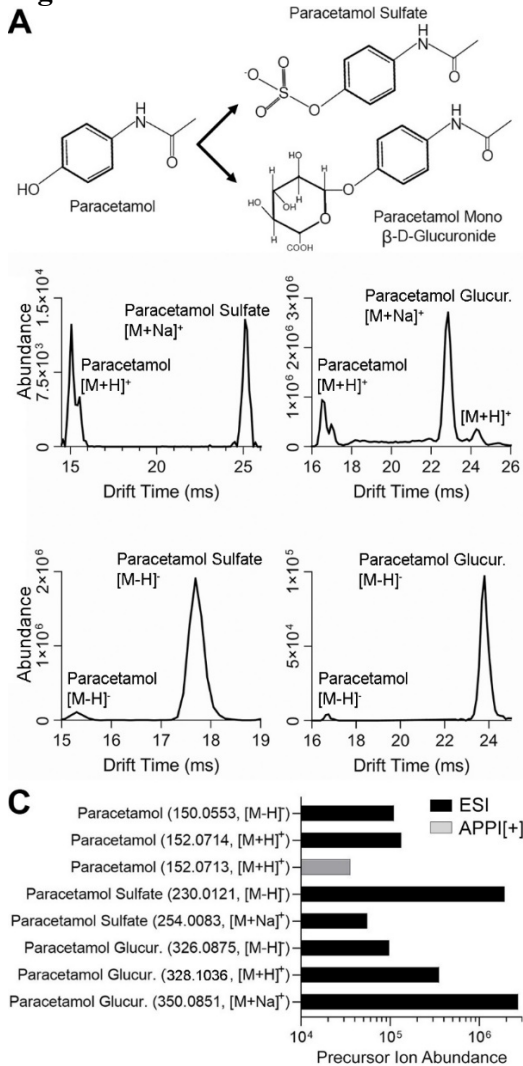 A
Paracetamol Sulfate
H
N
O
O
-O
S
O
O
H
N
O
HO
Paracetamol
H
N
O
HO
H
H
HO
OH
H
H
O
O
H
COOH
Paracetamol Mono
β-D-Glucuronide
Abundance
1.5×10⁴
7.5×10³
0
Paracetamol Sulfate
[M+Na]⁺
Paracetamol
[M+H]⁺
15 20 25
Drift Time (ms)
3×10⁶
2×10⁶
1×10⁶
0
Paracetamol Glucur.
[M+Na]⁺
Paracetamol
[M+H]⁺
[M+H]⁺
16 18 20 22 24 26
Drift Time (ms)
Abundance
2×10⁶
1×10⁶
0
Paracetamol Sulfate
[M-H]⁻
Paracetamol
[M-H]⁻
15 16 17 18 19
Drift Time (ms)
1×10⁵
5×10⁴
0
Paracetamol Glucur.
[M-H]⁻
Paracetamol
[M-H]⁻
16 18 20 22 24
Drift Time (ms)
C
ESI
APPI[+]
Paracetamol (150.0553, [M-H]⁻)
Paracetamol (152.0714, [M+H]⁺)
Paracetamol (152.0713, [M+H]⁺)
Paracetamol Sulfate (230.0121, [M-H]⁻)
Paracetamol Sulfate (254.0083, [M+Na]⁺)
Paracetamol Glucur. (326.0875, [M-H]⁻)
Paracetamol Glucur. (328.1036, [M+H]⁺)
Paracetamol Glucur. (350.0851, [M+Na]⁺)
10⁴ 10⁵ 10⁶
Precursor Ion Abundance